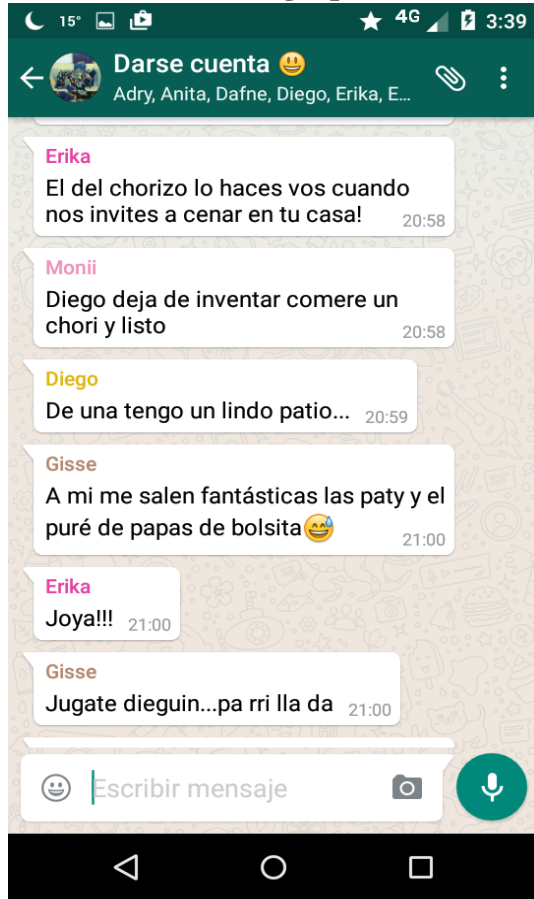 15° 4G 3:39
Darse cuenta 😃
Adry, Anita, Dafne, Diego, Erika, E...
Erika
El del chorizo lo haces vos cuando
nos invites a cenar en tu casa! 20:58
Monii
Diego deja de inventar comere un
chori y listo 20:58
Diego
De una tengo un lindo patio... 20:59
Gisse
A mi me salen fantásticas las paty y el
puré de papas de bolsita😅 21:00
Erika
Joya!!! 21:00
Gisse
Jugate dieguin...pa rri lla da 21:00
Escribir mensaje